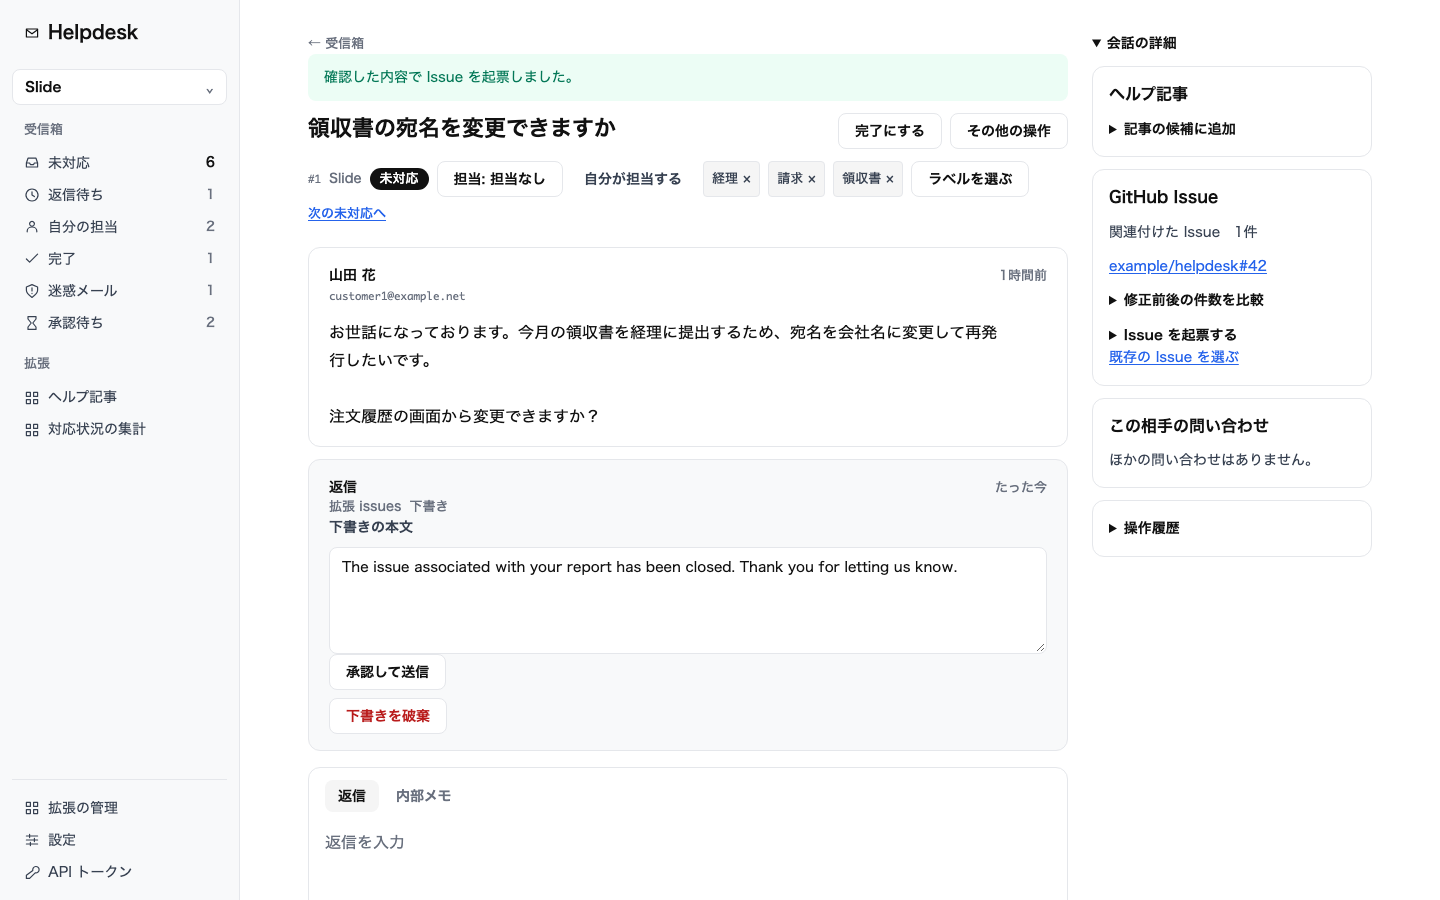 Helpdesk
Slide
受信箱
未対応 6
返信待ち 1
自分の担当 2
完了 1
迷惑メール 1
承認待ち 2
拡張
ヘルプ記事
対応状況の集計
拡張の管理
設定
API トークン
← 受信箱
確認した内容で Issue を起票しました。
領収書の宛名を変更できますか
完了にする
その他の操作
#1 Slide 未対応 担当: 担当なし 自分が担当する 経理 × 請求 × 領収書 × ラベルを選ぶ
次の未対応へ
山田 花 1時間前
customer1@example.net
お世話になっております。今月の領収書を経理に提出するため、宛名を会社名に変更して再発
行したいです。
注文履歴の画面から変更できますか？
返信 たった今
拡張 issues 下書き
下書きの本文
The issue associated with your report has been closed. Thank you for letting us know.
承認して送信
下書きを破棄
返信 内部メモ
返信を入力
▼ 会話の詳細
ヘルプ記事
▶ 記事の候補に追加
GitHub Issue
関連付けた Issue 1件
example/helpdesk#42
▶ 修正前後の件数を比較
▶ Issue を起票する
既存の Issue を選ぶ
この相手の問い合わせ
ほかの問い合わせはありません。
▶ 操作履歴